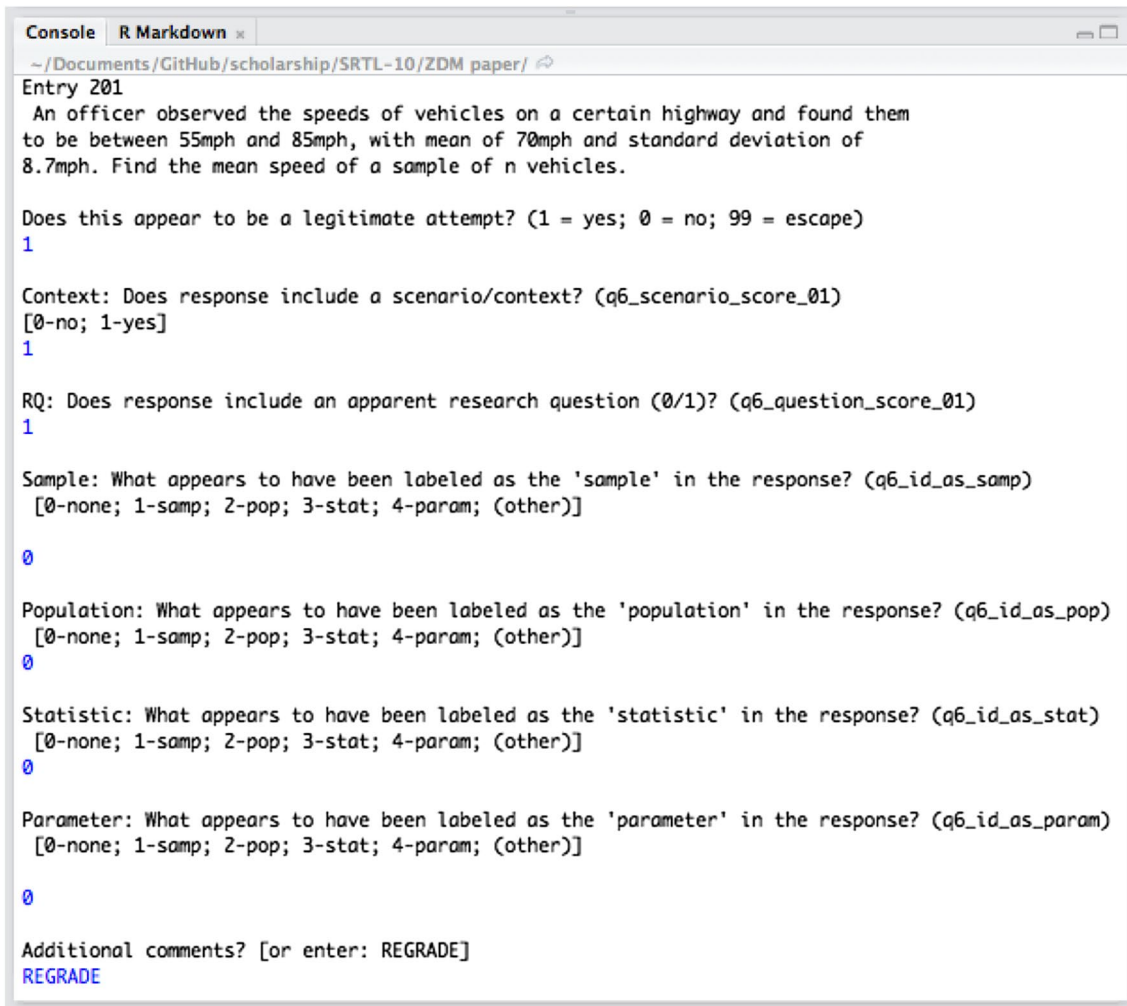 Console R Markdown ×
~/Documents/GitHub/scholarship/SRTL-10/ZDM paper/
Entry 201
An officer observed the speeds of vehicles on a certain highway and found them
to be between 55mph and 85mph, with mean of 70mph and standard deviation of
8.7mph. Find the mean speed of a sample of n vehicles.
Does this appear to be a legitimate attempt? (1 = yes; 0 = no; 99 = escape)
1
Context: Does response include a scenario/context? (q6_scenario_score_01)
[0-no; 1-yes]
1
RQ: Does response include an apparent research question (0/1)? (q6_question_score_01)
1
Sample: What appears to have been labeled as the 'sample' in the response? (q6_id_as_samp)
[0-none; 1-samp; 2-pop; 3-stat; 4-param; (other)]
0
Population: What appears to have been labeled as the 'population' in the response? (q6_id_as_pop)
[0-none; 1-samp; 2-pop; 3-stat; 4-param; (other)]
0
Statistic: What appears to have been labeled as the 'statistic' in the response? (q6_id_as_stat)
[0-none; 1-samp; 2-pop; 3-stat; 4-param; (other)]
0
Parameter: What appears to have been labeled as the 'parameter' in the response? (q6_id_as_param)
[0-none; 1-samp; 2-pop; 3-stat; 4-param; (other)]
0
Additional comments? [or enter: REGRADE]
REGRADE